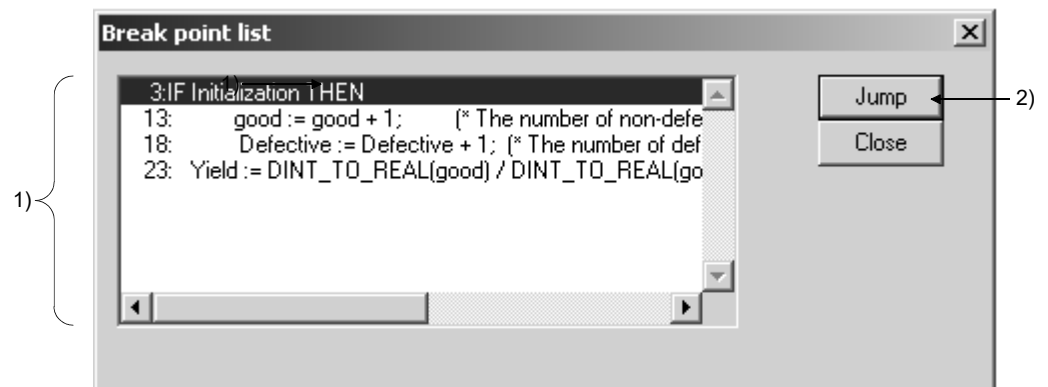 Break point list
3:IF Initialization THEN
1)
13: good := good + 1; (* The number of non-defe
18: Defective := Defective + 1; (* The number of def
23: Yield := DINT_TO_REAL(good) / DINT_TO_REAL(go
Jump
Close
1)
2)